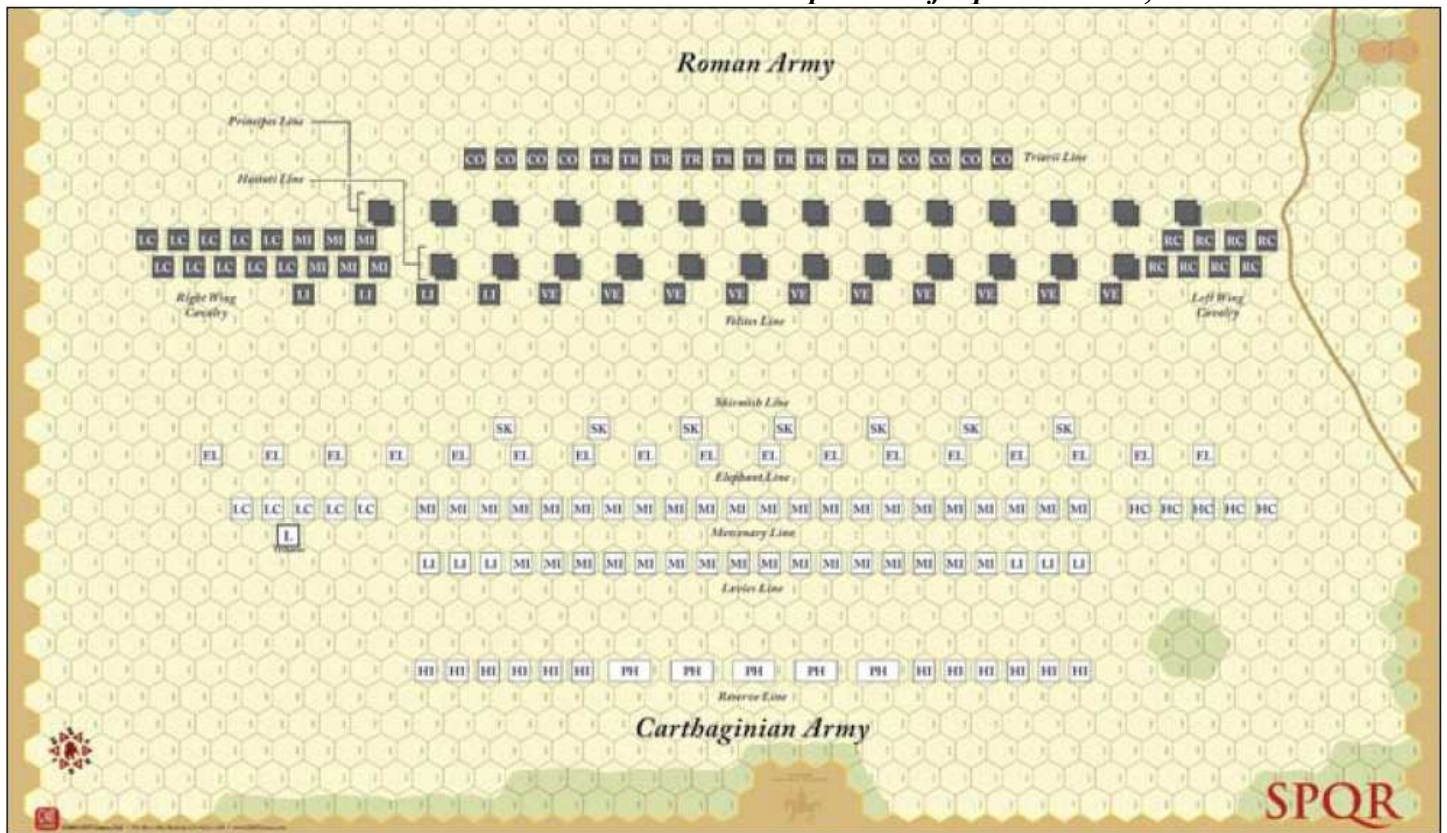 Roman Army
Principes Line
CO CO CO CO TR TR TR TR TR TR TR TR TR TR CO CO CO CO Triarii Line
Hastati Line
LC LC LC LC LC MI MI MI RC RC RC RC
LC LC LC LC LC MI MI MI RC RC RC RC
LI LI LI LI VE VE VE VE VE VE VE VE VE VE
Right Wing
Cavalry
Velites Line
Left Wing
Cavalry
Skirmish Line
SK SK SK SK SK SK SK
EL EL EL EL EL EL EL EL EL EL EL EL EL EL EL EL EL
Elephant Line
LC LC LC LC LC MI MI MI MI MI MI MI MI MI MI MI MI MI MI MI MI MI MI MI MI MI MI HC HC HC HC HC
L
Mercenary Line
LI LI LI MI MI MI MI MI MI MI MI MI MI MI MI MI MI MI MI LI LI LI
Levies Line
HI HI HI HI HI HI PH PH PH PH PH HI HI HI HI HI HI
Reserve Line
Carthaginian Army
SPQR